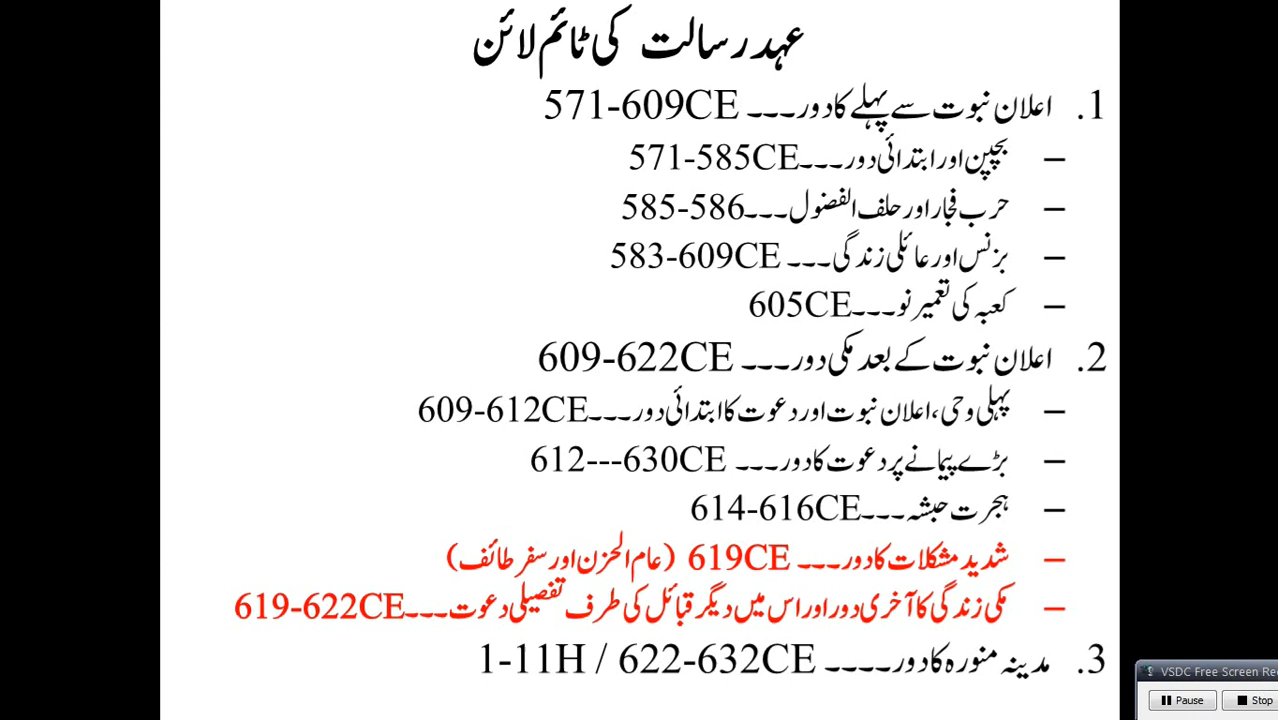 عہد رسالت کی ٹائم لائن
1. اعلان نبوت سے پہلے کا دور۔۔۔ 571-609CE
– بچپن اور ابتدائی دور۔۔۔571-585CE
– حرب فجار اور حلف الفضول۔۔۔585-586
– بزنس اور عائلی زندگی۔۔۔ 583-609CE
– کعبہ کی تعمیر نو۔۔۔605CE
2. اعلان نبوت کے بعد مکی دور۔۔۔ 609-622CE
– پہلی وحی، اعلان نبوت اور دعوت کا ابتدائی دور۔۔۔609-612CE
– بڑے پیمانے پر دعوت کا دور۔۔۔ 612---630CE
– ہجرت حبشہ۔۔۔614-616CE
– شدید مشکلات کا دور۔۔۔ 619CE (عام الحزن اور سفر طائف)
– مکی زندگی کا آخری دور اور اس میں دیگر قبائل کی طرف تفصیلی دعوت۔۔۔619-622CE
3. مدینہ منورہ کا دور۔۔۔۔ 1-11H / 622-632CE
VSDC Free Screen Re
Pause Stop